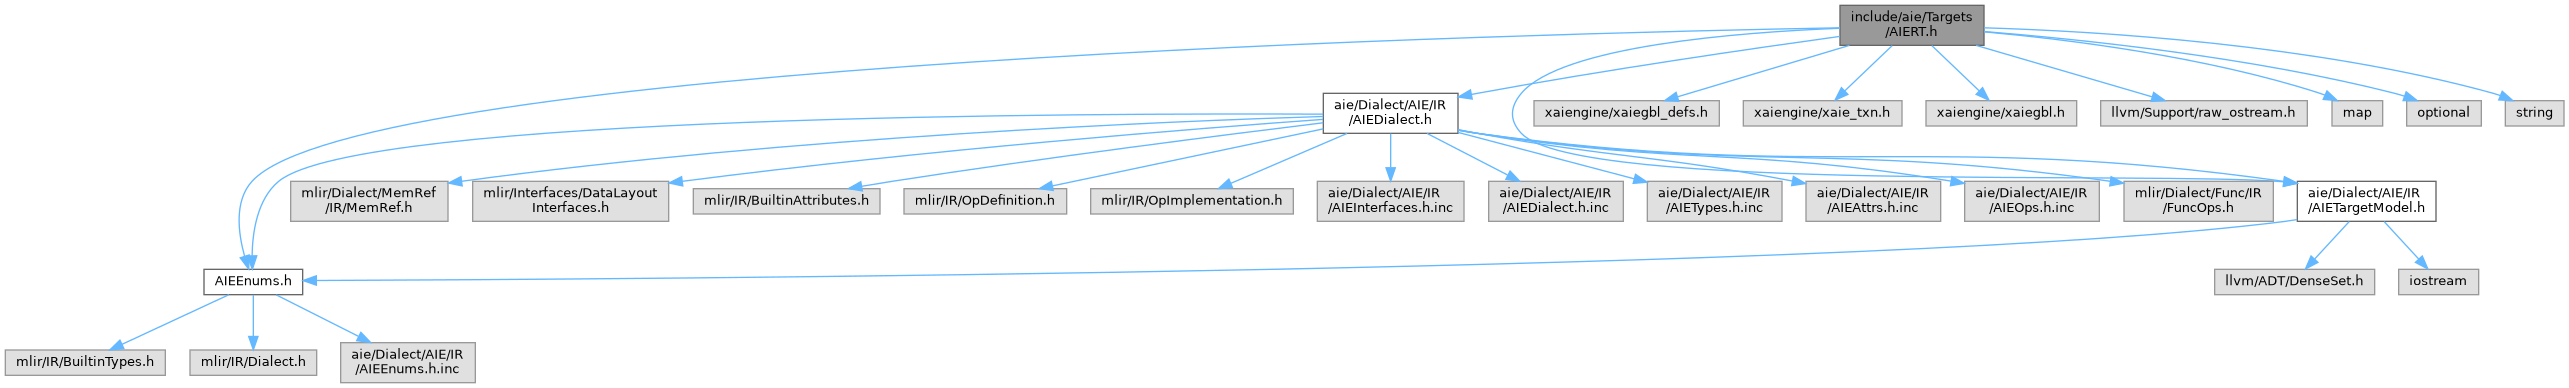 include/aie/Targets
/AIERT.h
aie/Dialect/AIE/IR
/AIEDialect.h
xaiengine/xaiegbl_defs.h
xaiengine/xaie_txn.h
xaiengine/xaiegbl.h
llvm/Support/raw_ostream.h
map
optional
string
mlir/Dialect/MemRef
/IR/MemRef.h
mlir/Interfaces/DataLayout
Interfaces.h
mlir/IR/BuiltinAttributes.h
mlir/IR/OpDefinition.h
mlir/IR/OpImplementation.h
aie/Dialect/AIE/IR
/AIEInterfaces.h.inc
aie/Dialect/AIE/IR
/AIEDialect.h.inc
aie/Dialect/AIE/IR
/AIETypes.h.inc
aie/Dialect/AIE/IR
/AIEAttrs.h.inc
aie/Dialect/AIE/IR
/AIEOps.h.inc
mlir/Dialect/Func/IR
/FuncOps.h
aie/Dialect/AIE/IR
/AIETargetModel.h
AIEEnums.h
llvm/ADT/DenseSet.h
iostream
mlir/IR/BuiltinTypes.h
mlir/IR/Dialect.h
aie/Dialect/AIE/IR
/AIEEnums.h.inc